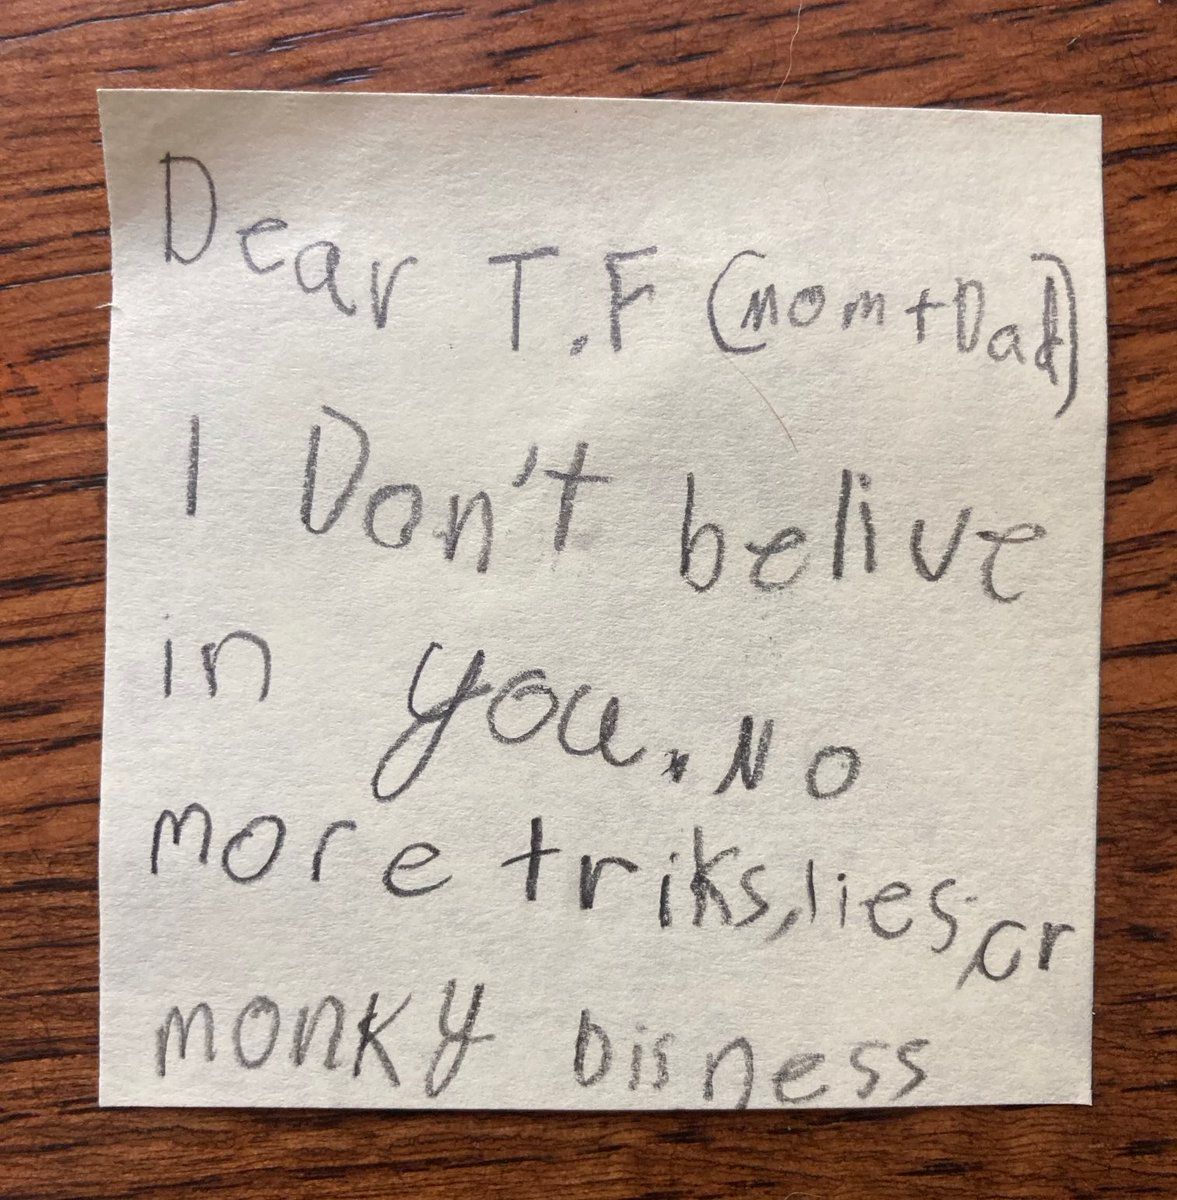 Dear T.F (mom+Dad)
I Don't belive
in you. No
more triks, lies, or
monky bisness